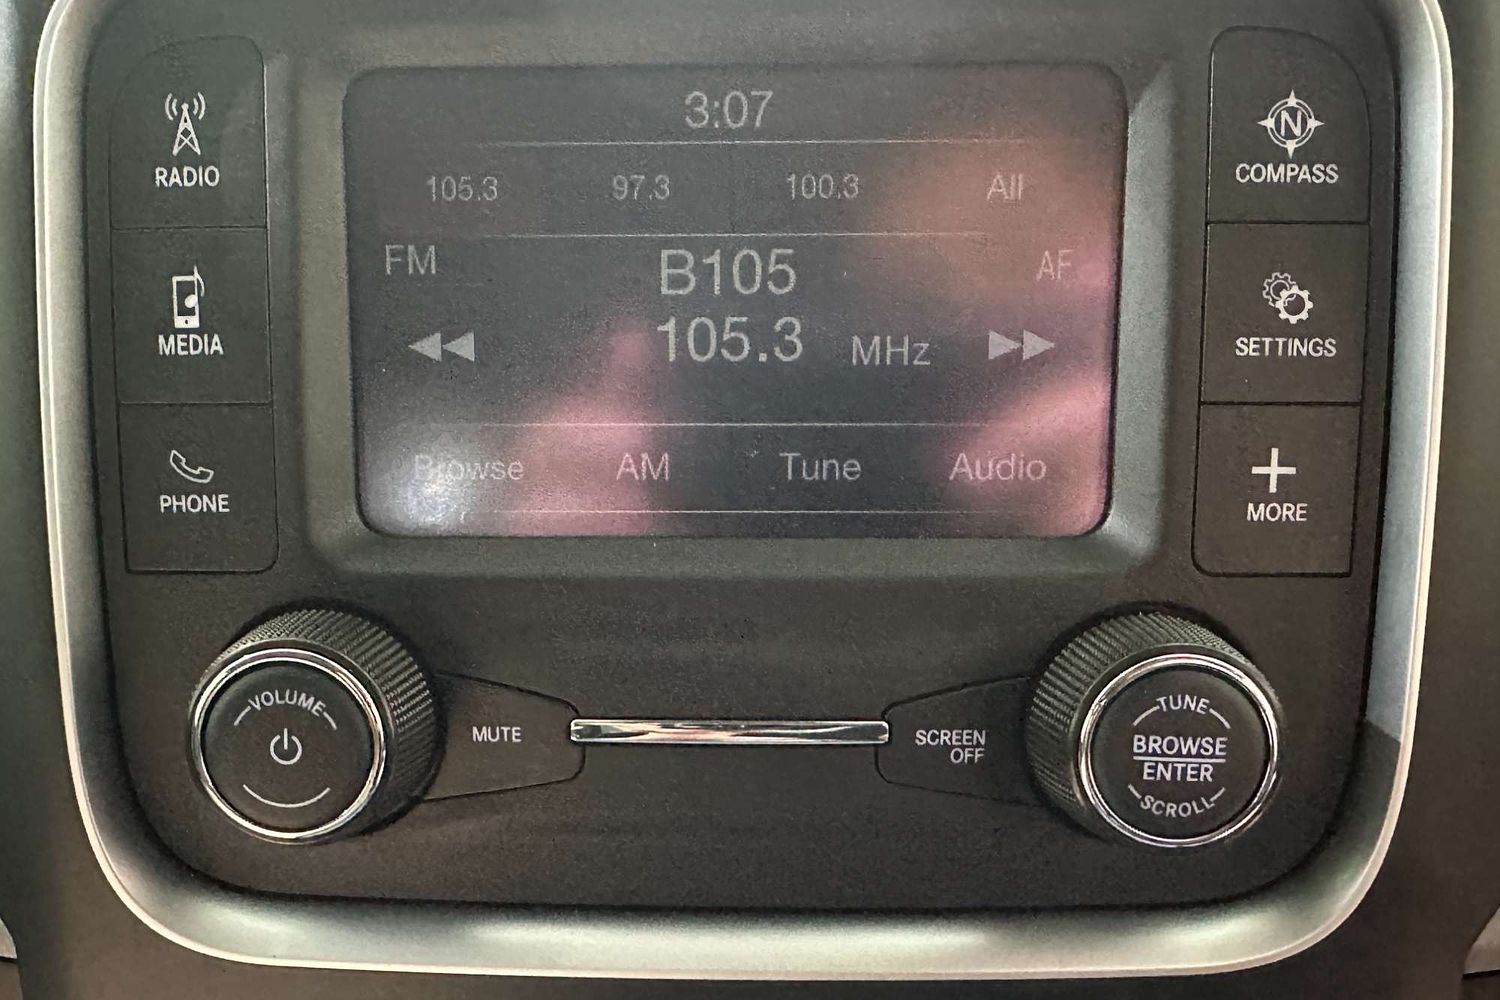 3:07
105.3 97.3 100.3 All
FM B105 AF
105.3 MHz
Browse AM Tune Audio
RADIO
MEDIA
PHONE
N
COMPASS
SETTINGS
MORE
VOLUME
MUTE
SCREEN
OFF
TUNE
BROWSE
ENTER
SCROLL